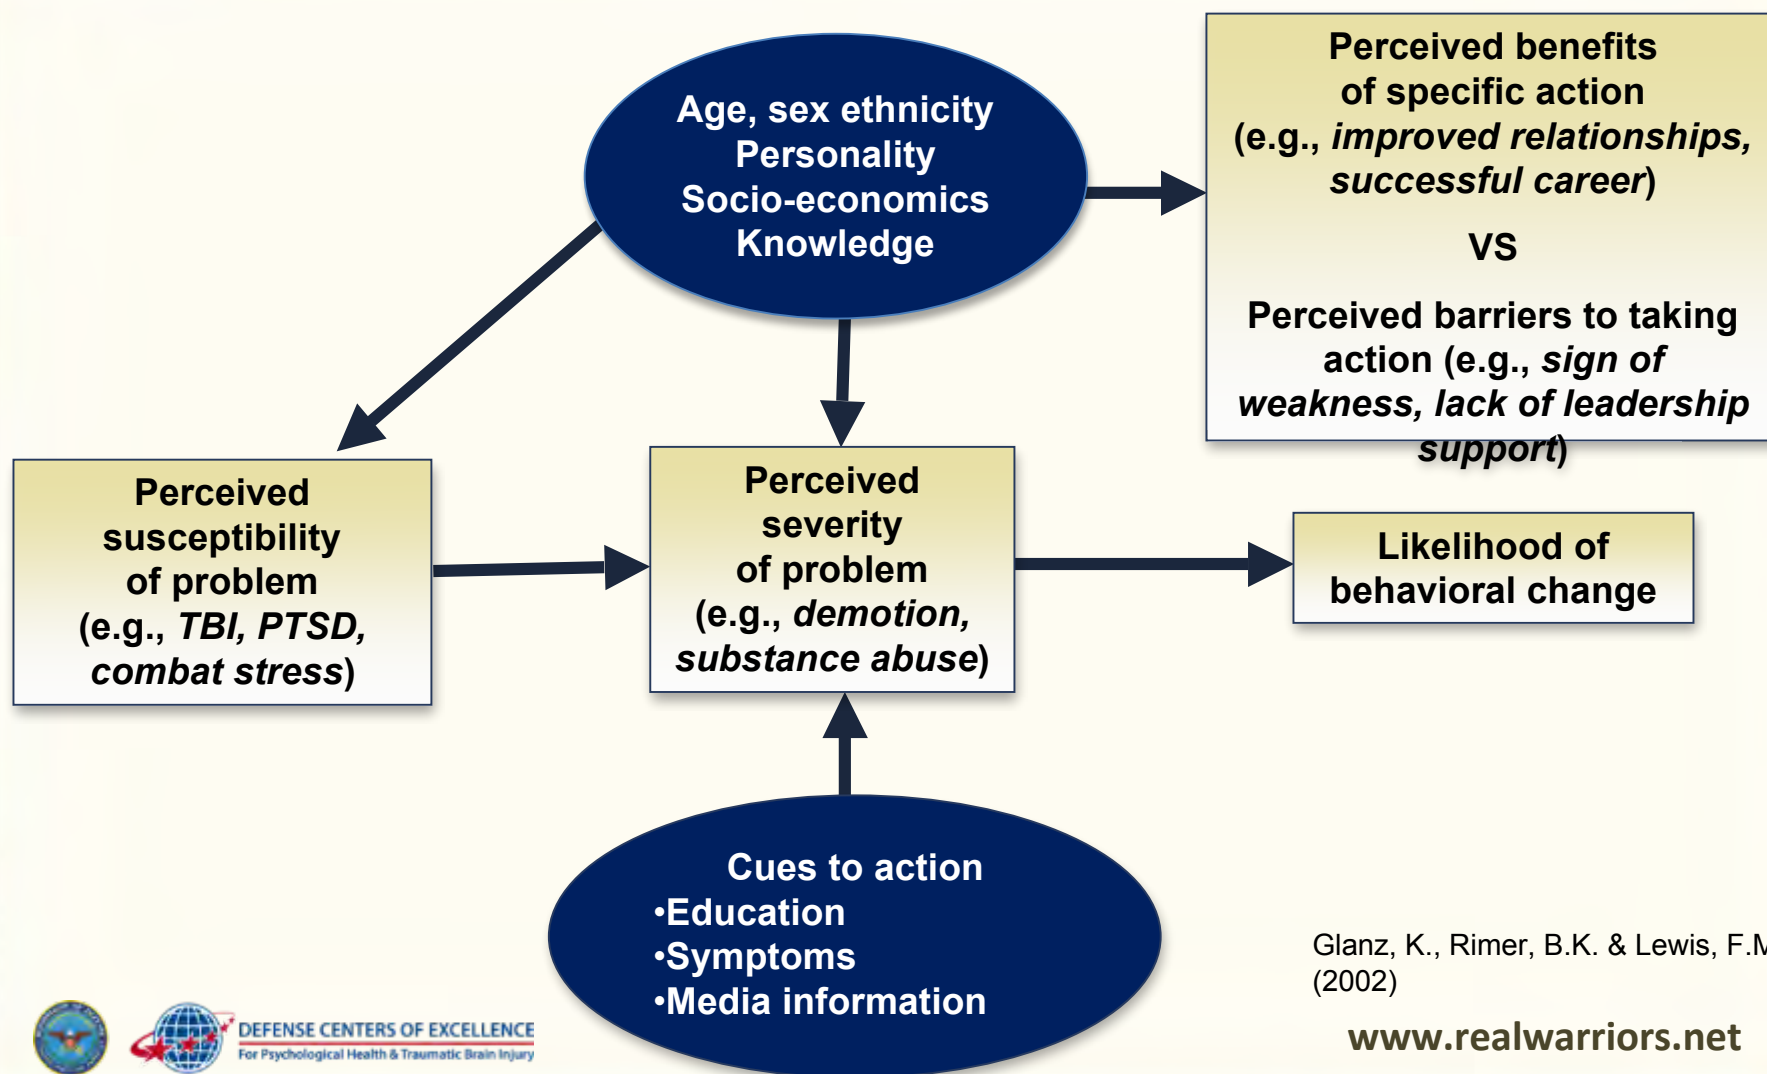 Age, sex ethnicity
Personality
Socio-economics
Knowledge
Perceived benefits
of specific action
(e.g., improved relationships,
successful career)
VS
Perceived barriers to taking
action (e.g., sign of
weakness, lack of leadership
support)
Perceived
susceptibility
of problem
(e.g., TBI, PTSD,
combat stress)
Perceived
severity
of problem
(e.g., demotion,
substance abuse)
Likelihood of
behavioral change
Cues to action
•Education
•Symptoms
•Media information
Glanz, K., Rimer, B.K. & Lewis, F.M
(2002)
DEFENSE CENTERS OF EXCELLENCE
For Psychological Health & Traumatic Brain Injury
www.realwarriors.net